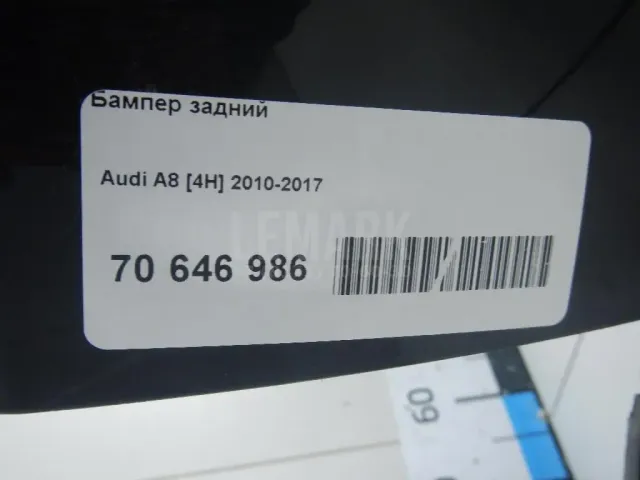 Бампер задний
Audi A8 [4H] 2010-2017
LEMARK
70 646 986
60